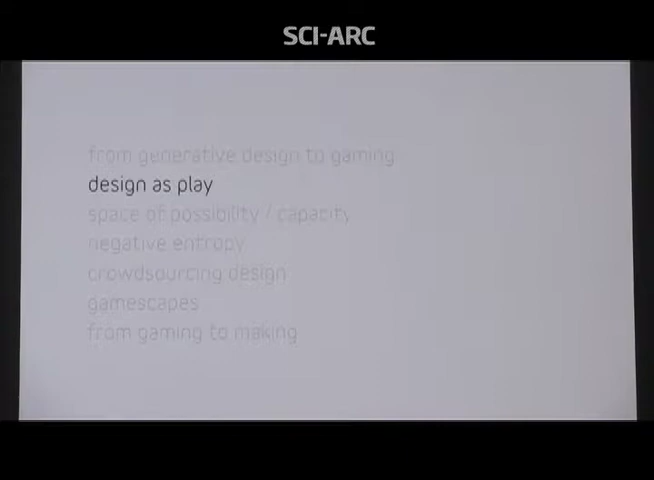 SCI-ARC
from generative design to gaming
design as play
space of possibility / capacity
negative entropy
crowdsourcing design
gamescapes
from gaming to making